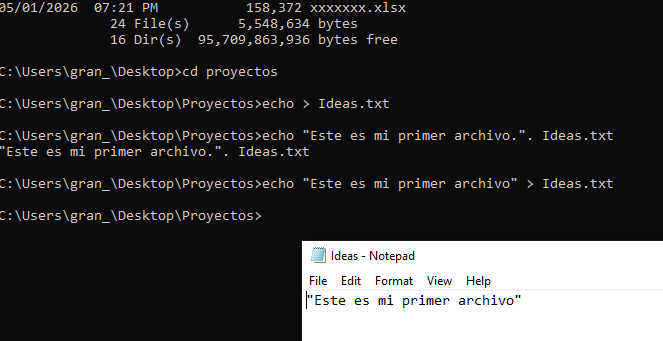 05/01/2026  07:21 PM           158,372 xxxxxxx.xlsx
              24 File(s)      5,548,634 bytes
              16 Dir(s)  95,709,863,936 bytes free
C:\Users\gran_\Desktop>cd proyectos
C:\Users\gran_\Desktop\Proyectos>echo > Ideas.txt
C:\Users\gran_\Desktop\Proyectos>echo "Este es mi primer archivo.". Ideas.txt
"Este es mi primer archivo.". Ideas.txt
C:\Users\gran_\Desktop\Proyectos>echo "Este es mi primer archivo" > Ideas.txt
C:\Users\gran_\Desktop\Proyectos>
Ideas - Notepad
File Edit Format View Help
"Este es mi primer archivo"